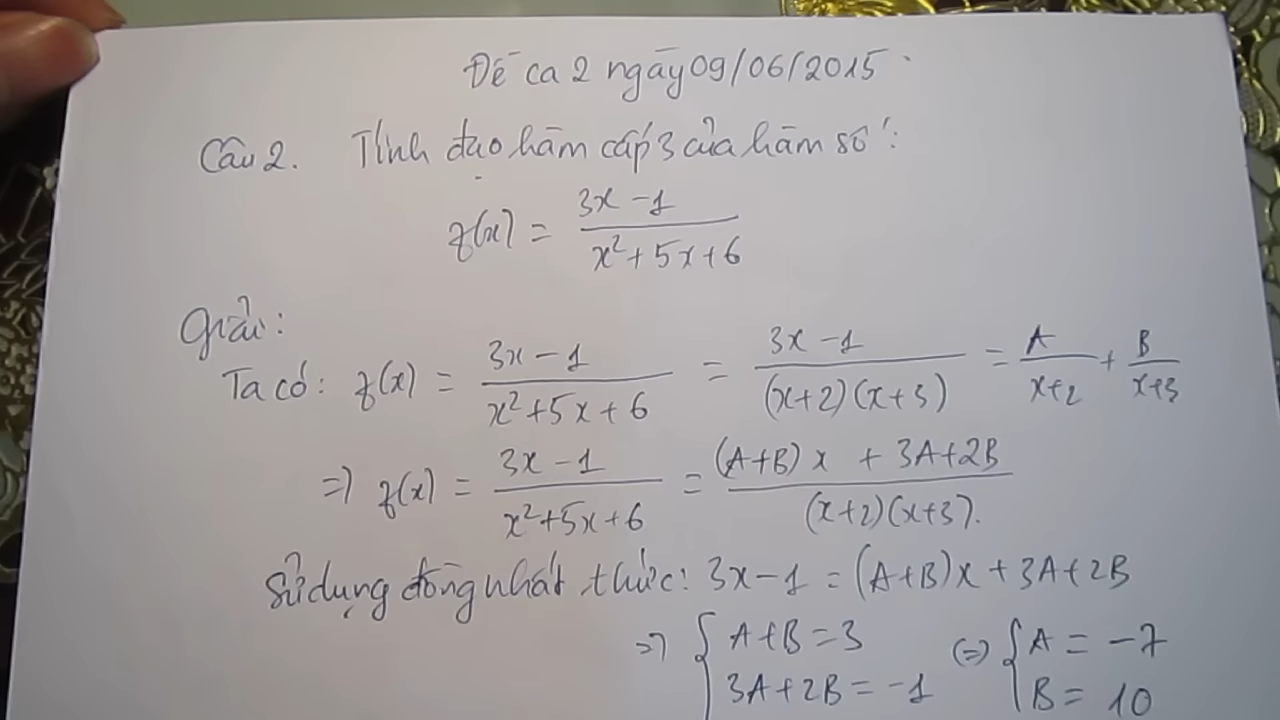 Đề ca 2 ngày 09/06/2015
Câu 2. Tính đạo hàm cấp 3 của hàm số:
f(x) = (3x - 1)/(x² + 5x + 6)
Giải:
Ta có: f(x) = (3x - 1)/(x² + 5x + 6) = (3x - 1)/((x+2)(x+3)) = A/(x+2) + B/(x+3)
=> f(x) = (3x - 1)/(x² + 5x + 6) = ((A+B)x + 3A+2B)/((x+2)(x+3)).
Sử dụng đồng nhất thức: 3x - 1 = (A+B)x + 3A + 2B
=> { A + B = 3 (=) { A = -7
3A + 2B = -1 B = 10